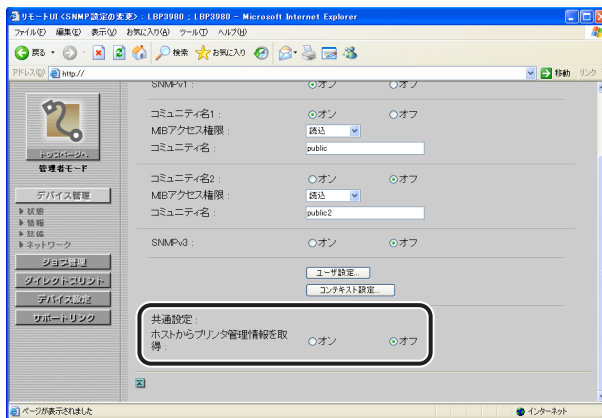 リモートUI <SNMP設定の変更> : LBP3980 ; LBP3980 - Microsoft Internet Explorer
ファイル(F) 編集(E) 表示(V) お気に入り(A) ツール(T) ヘルプ(H)
戻る 検索 お気に入り
アドレス(D) http:// 移動 リンク
SNMPv1 : オン オフ
コミュニティ名1 : オン オフ
MIBアクセス権限 : 読込
コミュニティ名 : public
トップページへ
管理者モード
コミュニティ名2 : オン オフ
MIBアクセス権限 : 読込
コミュニティ名 : public2
デバイス管理
状態
情報
ネットワーク
SNMPv3 : オン オフ
ジョブ管理
ダイレクトプリント
デバイス設定
サポートリンク
ユーザ設定...
コンテキスト設定...
共通設定 :
ホストからプリンタ管理情報を取
得 : オン オフ
ページが表示されました インターネット